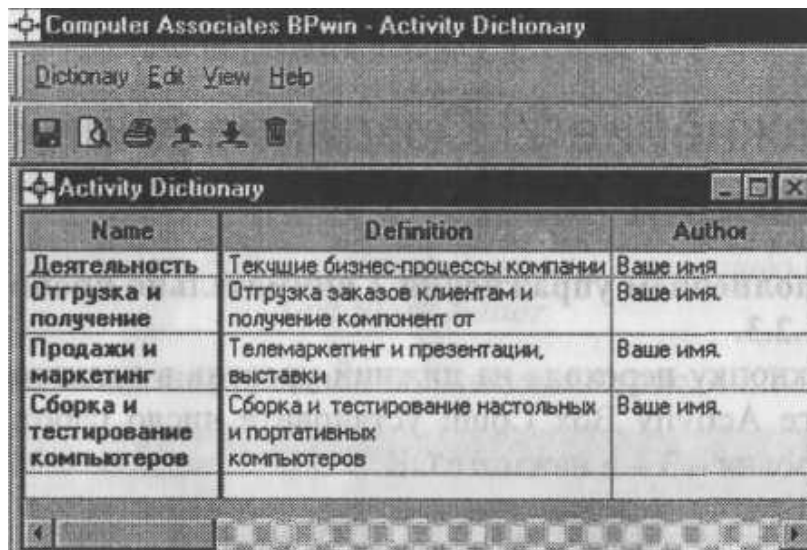 Computer Associates BPwin - Activity Dictionary
Dictionary Edit View Help
Activity Dictionary
Name Definition Author
Деятельность Текущие бизнес-процессы компании Ваше имя
Отгрузка и Отгрузка заказов клиентам и Ваше имя.
получение получение компонент от
Продажи и Телемаркетинг и презентации, Ваше имя.
маркетинг выставки
Сборка и Сборка и тестирование настольных Ваше имя.
тестирование и портативных
компьютеров компьютеров